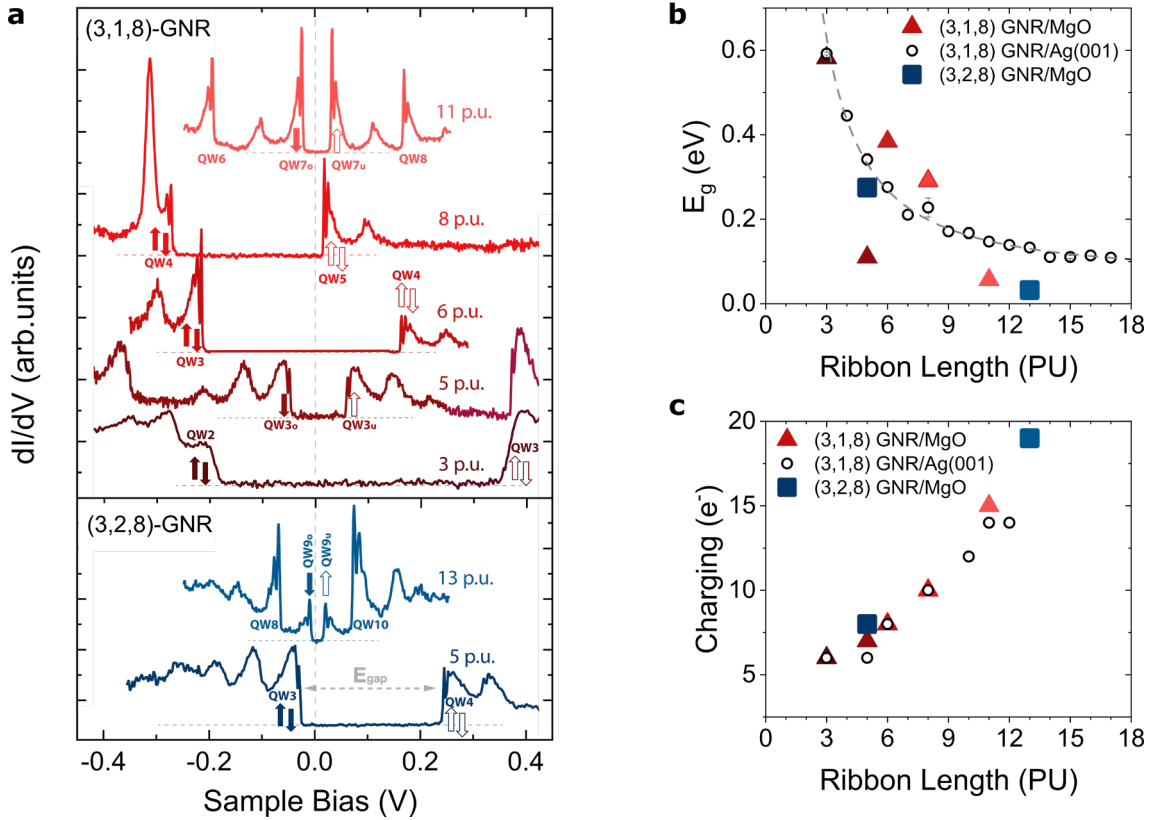 a
(3,1,8)-GNR
11 p.u.
QW6
QW7o
QW7u
QW8
8 p.u.
QW4
QW5
QW4
6 p.u.
QW3
5 p.u.
QW3o
QW3u
QW2
3 p.u.
QW3
(3,2,8)-GNR
QW9o
QW9u
13 p.u.
QW8
QW10
5 p.u.
Egap
QW3
QW4
-0.4
-0.2
0.0
0.2
0.4
Sample Bias (V)
dI/dV (arb.units)
b
(3,1,8) GNR/MgO
(3,1,8) GNR/Ag(001)
(3,2,8) GNR/MgO
0.6
0.4
0.2
0.0
Eg (eV)
0 3 6 9 12 15 18
Ribbon Length (PU)
c
(3,1,8) GNR/MgO
(3,1,8) GNR/Ag(001)
(3,2,8) GNR/MgO
20
15
10
5
Charging (e⁻)
0 3 6 9 12 15 18
Ribbon Length (PU)